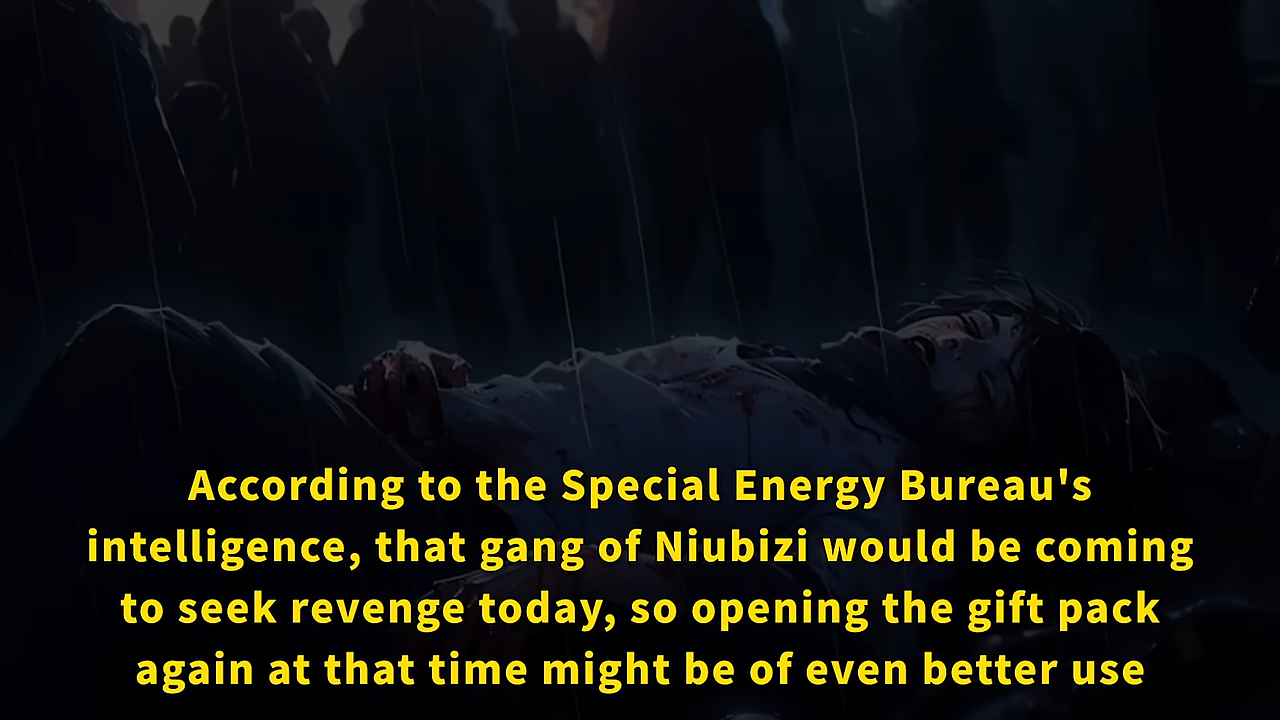 According to the Special Energy Bureau's
intelligence, that gang of Niubizi would be coming
to seek revenge today, so opening the gift pack
again at that time might be of even better use